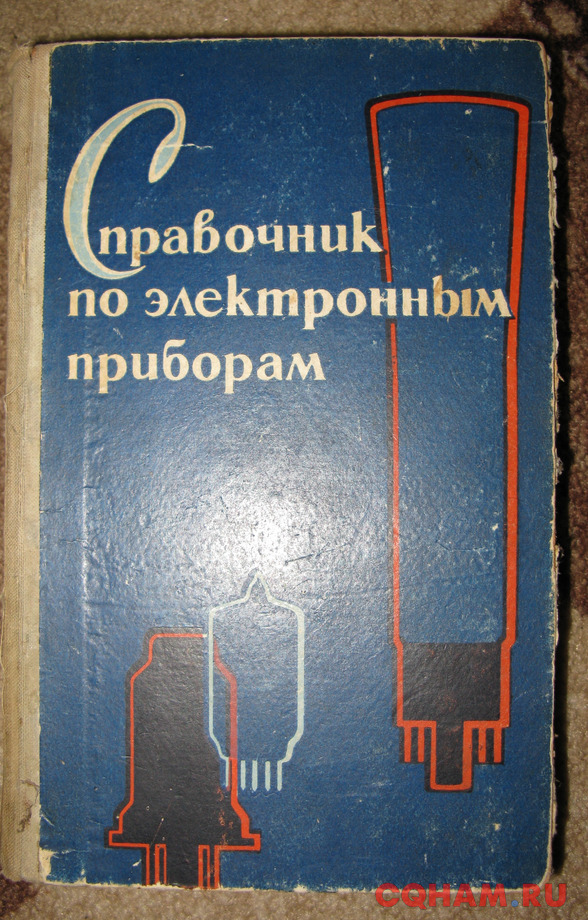 Справочник
по электронным
приборам
CQHAM.RU